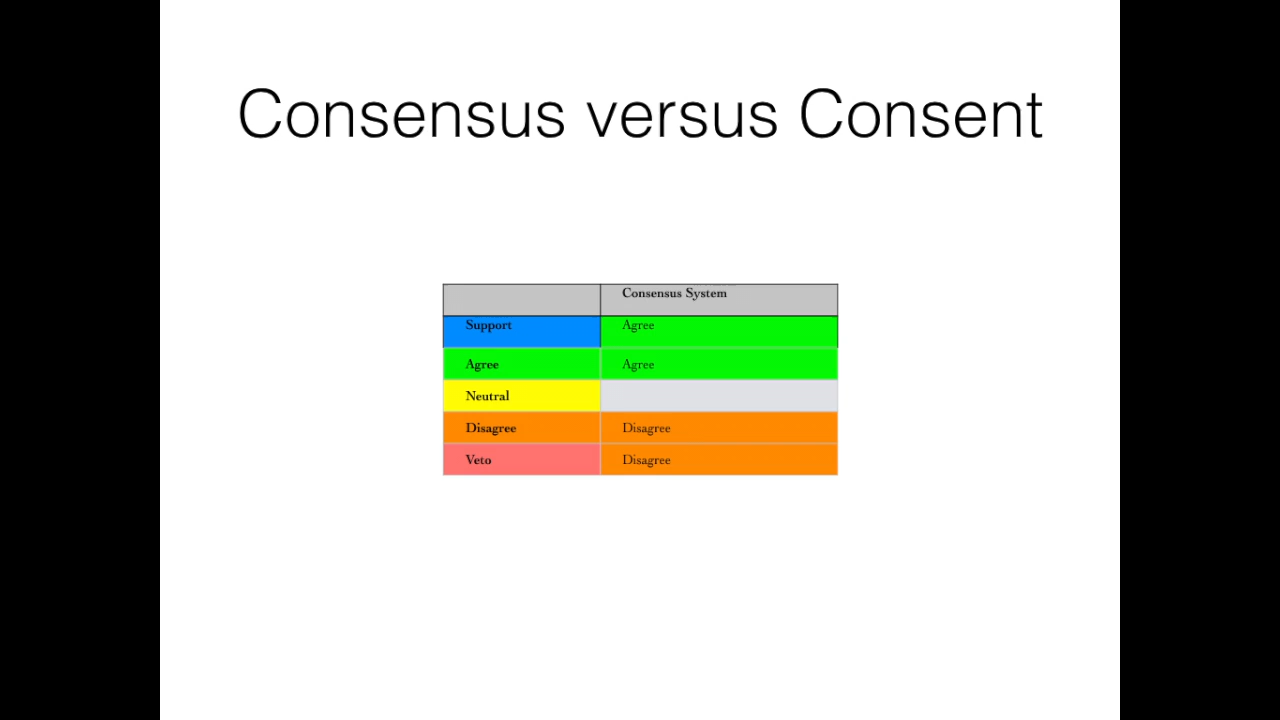 Consensus versus Consent
Consensus System
Support Agree
Agree Agree
Neutral
Disagree Disagree
Veto Disagree